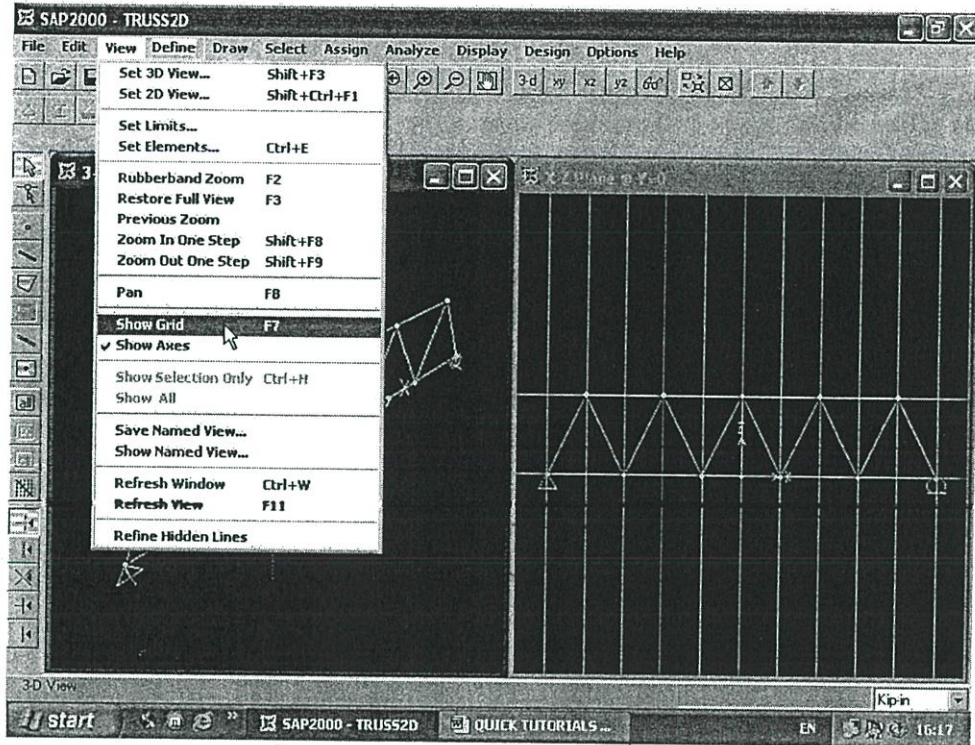 SAP2000 - TRUSS2D
File Edit View Define Draw Select Assign Analyze Display Design Options Help
3-d xy xz yz
Set 3D View... Shift+F3
Set 2D View... Shift+Ctrl+F1
Set Limits...
Set Elements... Ctrl+E
Rubberband Zoom F2
Restore Full View F3
Previous Zoom
Zoom In One Step Shift+F8
Zoom Out One Step Shift+F9
Pan F8
Show Grid F7
Show Axes
Show Selection Only Ctrl+H
Show All
Save Named View...
Show Named View...
Refresh Window Ctrl+W
Refresh View F11
Refine Hidden Lines
3-
X-Z Plane @ Y=0
all
3-D View
Kip-in
start
SAP2000 - TRUSS2D
QUICK TUTORIALS ...
EN
16:17